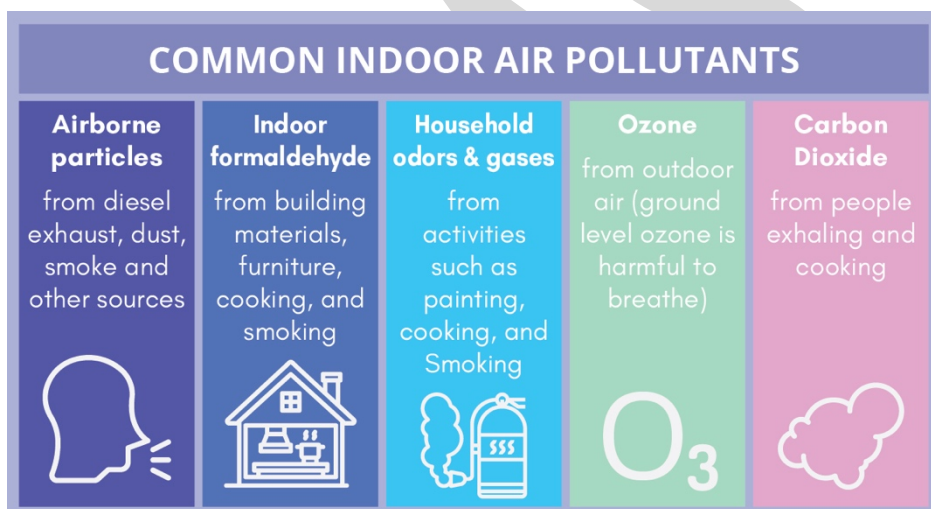 COMMON INDOOR AIR POLLUTANTS
Airborne
particles
from diesel
exhaust, dust,
smoke and
other sources
Indoor
formaldehyde
from building
materials,
furniture,
cooking, and
smoking
Household
odors & gases
from
activities
such as
painting,
cooking, and
Smoking
Ozone
from outdoor
air (ground
level ozone is
harmful to
breathe)
O3
Carbon
Dioxide
from people
exhaling and
cooking